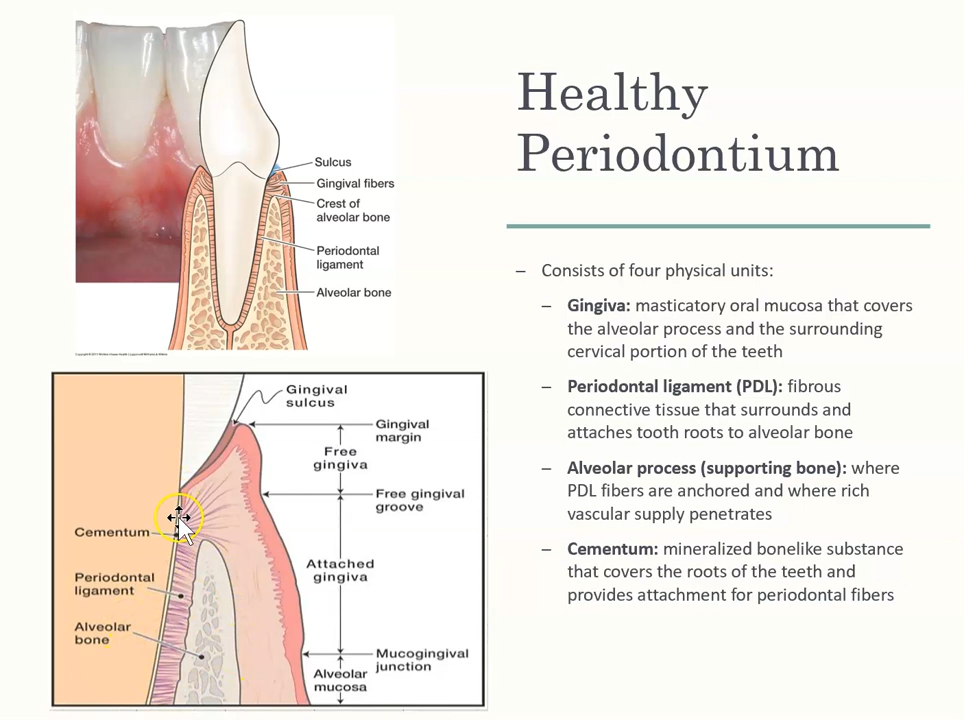 Healthy
Periodontium
– Consists of four physical units:
– Gingiva: masticatory oral mucosa that covers
the alveolar process and the surrounding
cervical portion of the teeth
– Periodontal ligament (PDL): fibrous
connective tissue that surrounds and
attaches tooth roots to alveolar bone
– Alveolar process (supporting bone): where
PDL fibers are anchored and where rich
vascular supply penetrates
– Cementum: mineralized bonelike substance
that covers the roots of the teeth and
provides attachment for periodontal fibers
Sulcus
Gingival fibers
Crest of
alveolar bone
Periodontal
ligament
Alveolar bone
Gingival
sulcus
Gingival
margin
Free
gingiva
Free gingival
groove
Cementum
Attached
gingiva
Periodontal
ligament
Alveolar
bone
Mucogingival
junction
Alveolar
mucosa